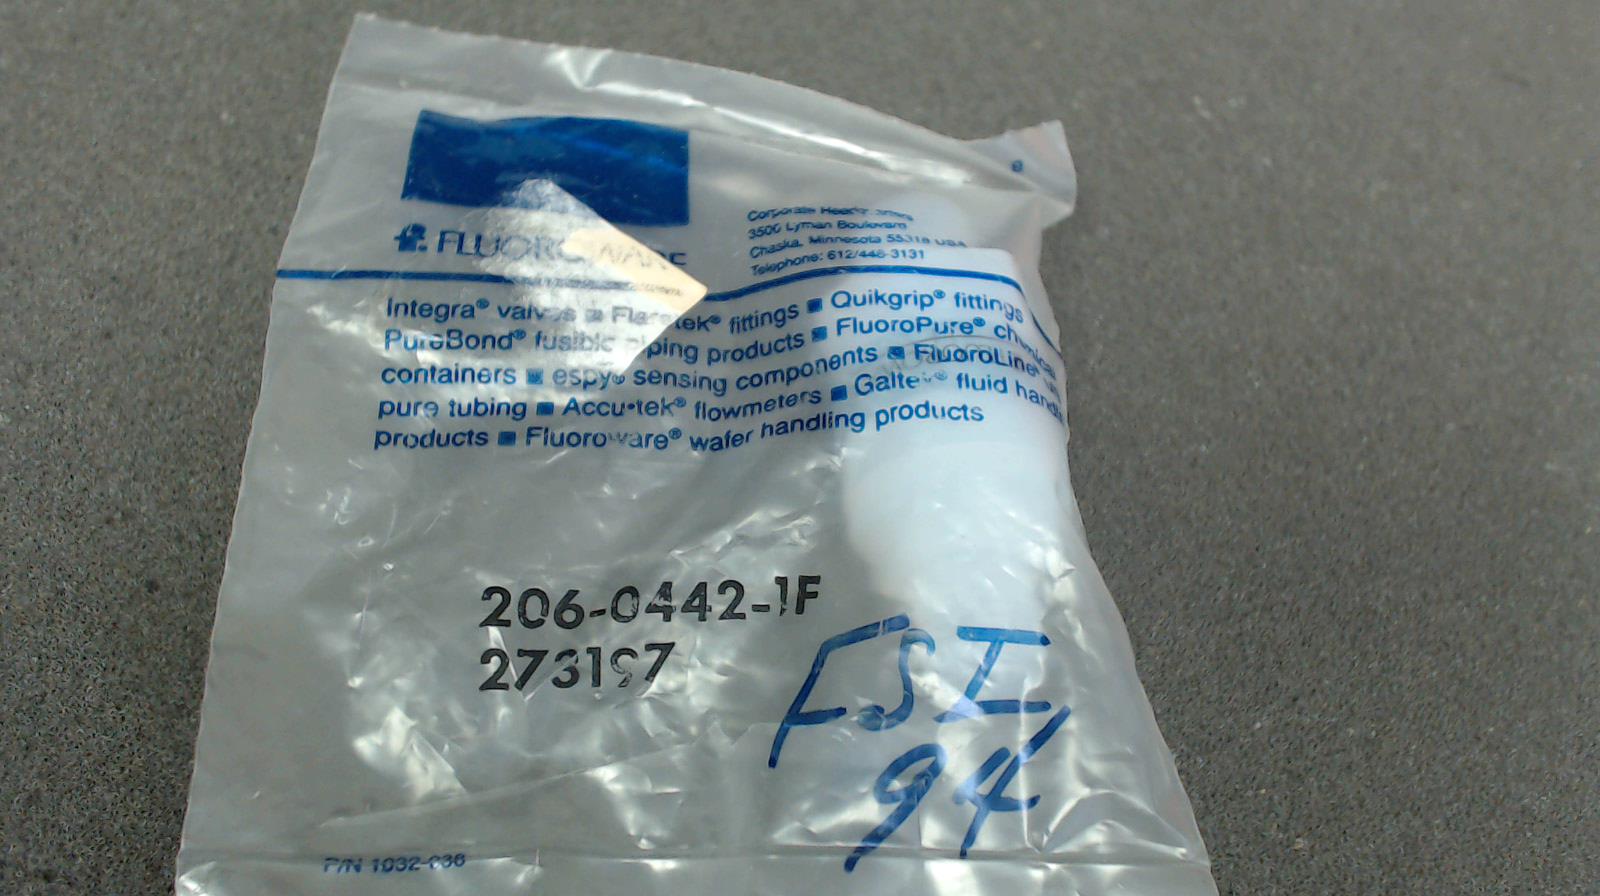 FLUOROWARE
Corporate Headquarters
3500 Lyman Boulevard
Chaska, Minnesota 55318 USA
Telephone: 612/448-3131
Integra® valves ■ Flaretek® fittings ■ Quikgrip® fittings
PureBond® fusible piping products ■ FluoroPure® chemical
containers ■ espy® sensing components ■ FluoroLine®
pure tubing ■ Accu•tek® flowmeters ■ Galtek® fluid handling
products ■ Fluoroware® wafer handling products
206-0442-1F
273197
FSI
94
P/N 1032-036